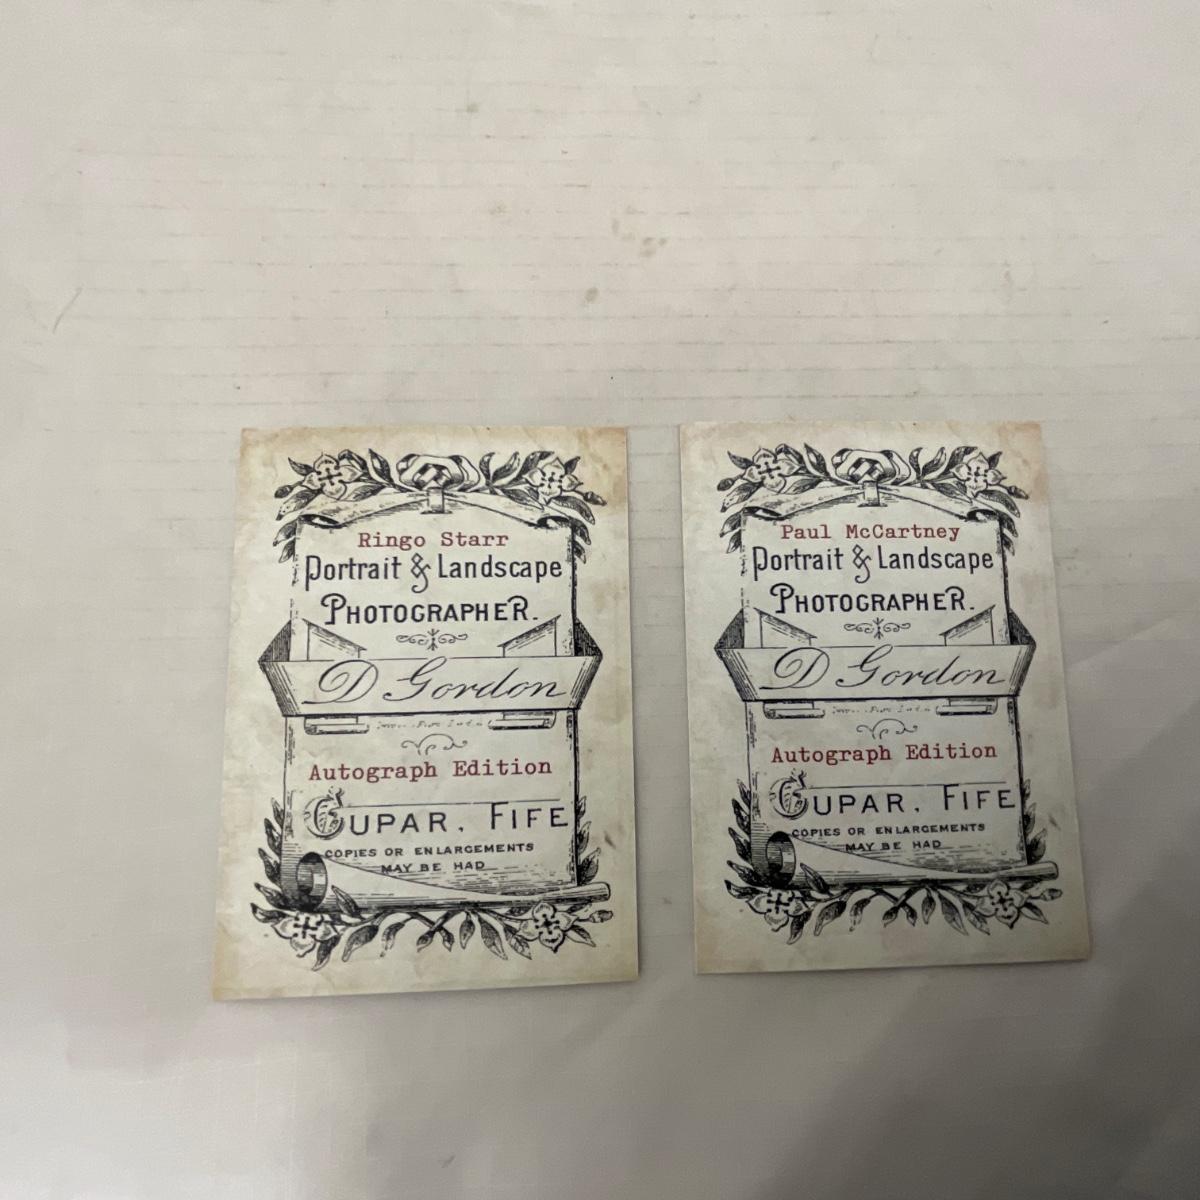 Ringo Starr
Portrait & Landscape
PHOTOGRAPHER.
D Gordon
Autograph Edition
CUPAR, FIFE
COPIES OR ENLARGEMENTS
MAY BE HAD
Paul McCartney
Portrait & Landscape
PHOTOGRAPHER.
D Gordon
Autograph Edition
CUPAR, FIFE
COPIES OR ENLARGEMENTS
MAY BE HAD